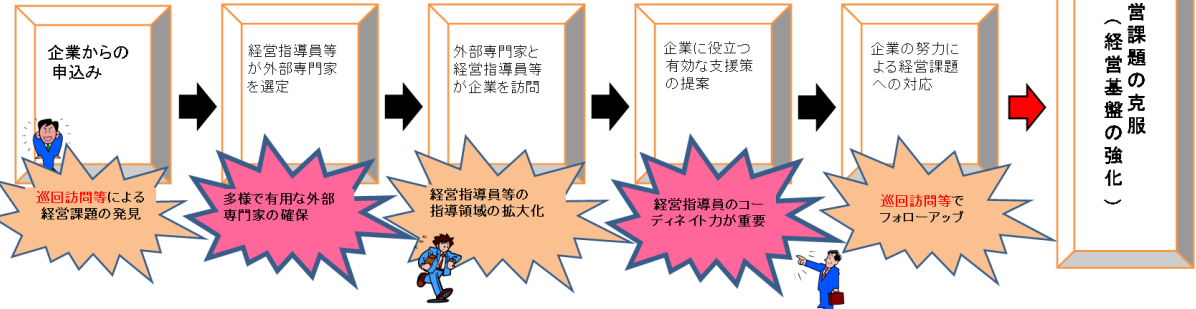 企業からの
申込み
経営指導員等
が外部専門家
を選定
外部専門家と
経営指導員等
が企業を訪問
企業に役立つ
有効な支援策
の提案
企業の努力に
よる経営課題
への対応
営課題の克服
（経営基盤の強化）
巡回訪問等による
経営課題の発見
多様で有用な外部
専門家の確保
経営指導員等の
指導領域の拡大化
経営指導員のコー
ディネイト力が重要
巡回訪問等で
フォローアップ